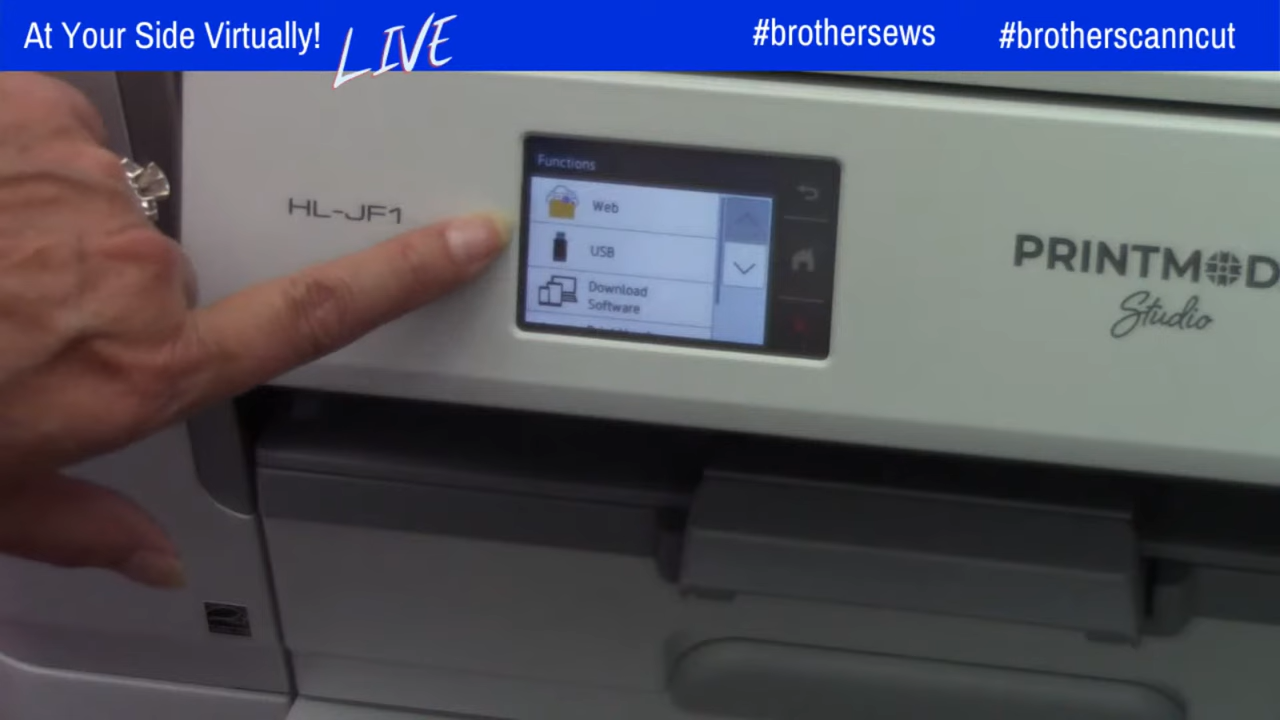 At Your Side Virtually!
LIVE
#brothersews
#brotherscanncut
HL-JF1
Functions
Web
USB
Download
Software
PRINTMOD
Studio